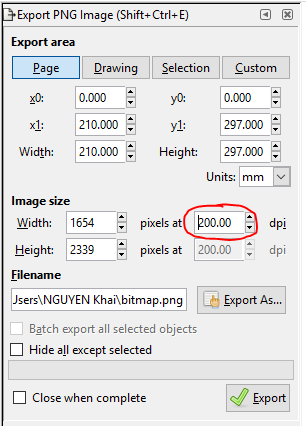 Export PNG Image (Shift+Ctrl+E)
Export area
Page Drawing Selection Custom
x0: 0.000 y0: 0.000
x1: 210.000 y1: 297.000
Width: 210.000 Height: 297.000
Units: mm
Image size
Width: 1654 pixels at 200.00 dpi
Height: 2339 pixels at 200.00 dpi
Filename
Jsers\NGUYEN Khai\bitmap.png Export As...
Batch export all selected objects
Hide all except selected
Close when complete Export